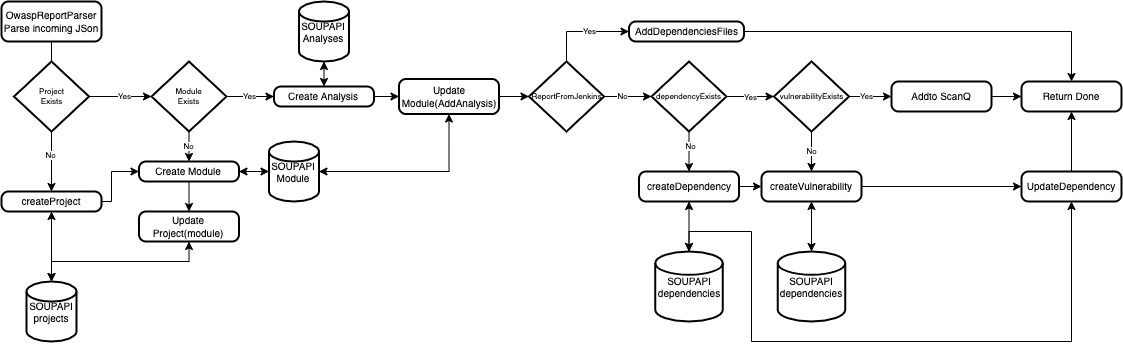 OwaspReportParser
Parse incoming JSon
Project
Exists
Yes
No
createProject
SOUPAPI
projects
Module
Exists
Yes
No
Create Module
Update
Project(module)
SOUPAPI
Module
SOUPAPI
Analyses
Create Analysis
Update
Module(AddAnalysis)
ReportFromJenkins
Yes
No
AddDependenciesFiles
dependencyExists
Yes
No
createDependency
SOUPAPI
dependencies
vulnerabilityExists
Yes
No
createVulnerability
SOUPAPI
dependencies
Addto ScanQ
Return Done
UpdateDependency